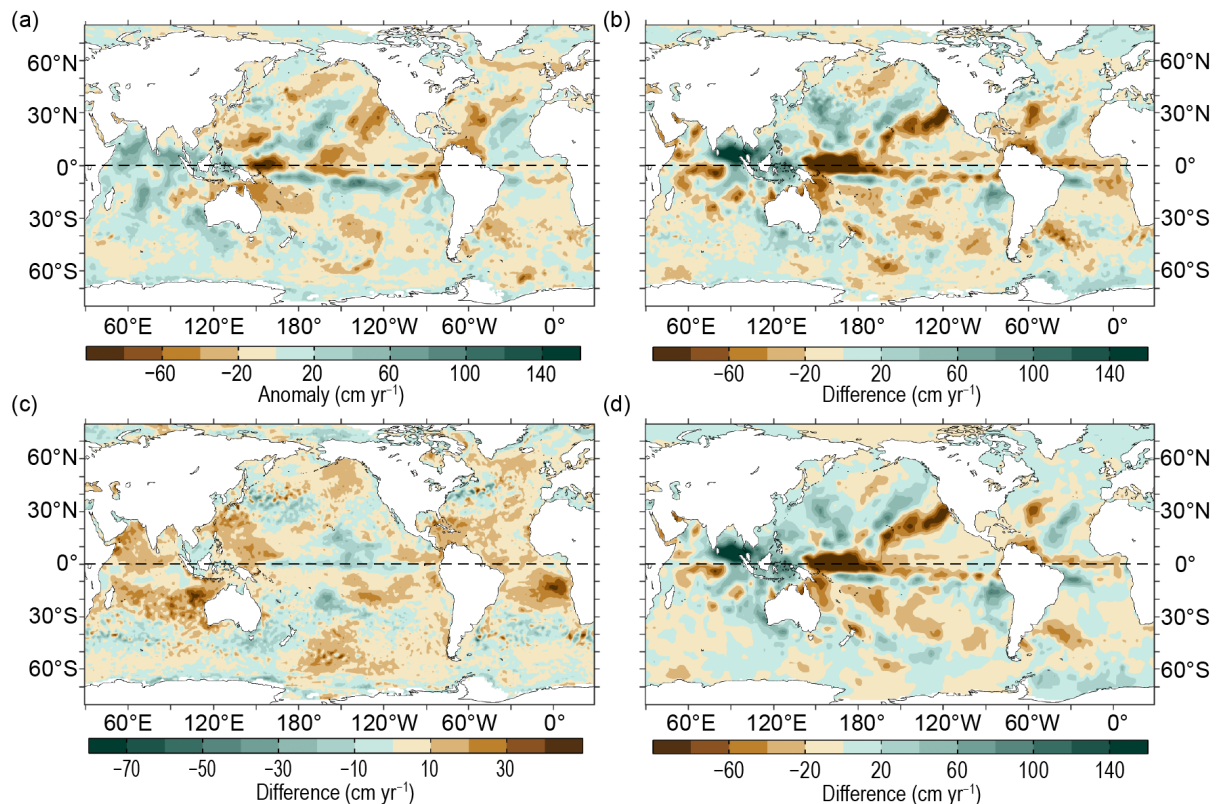 (a) (b)
60°N 60°N
30°N 30°N
0° 0°
30°S 30°S
60°S 60°S
60°E 120°E 180° 120°W 60°W 0° 60°E 120°E 180° 120°W 60°W 0°
−60 −20 20 60 100 140 −60 −20 20 60 100 140
Anomaly (cm yr⁻¹) Difference (cm yr⁻¹)
(c) (d)
60°N 60°N
30°N 30°N
0° 0°
30°S 30°S
60°S 60°S
60°E 120°E 180° 120°W 60°W 0° 60°E 120°E 180° 120°W 60°W 0°
−70 −50 −30 −10 10 30 −60 −20 20 60 100 140
Difference (cm yr⁻¹) Difference (cm yr⁻¹)